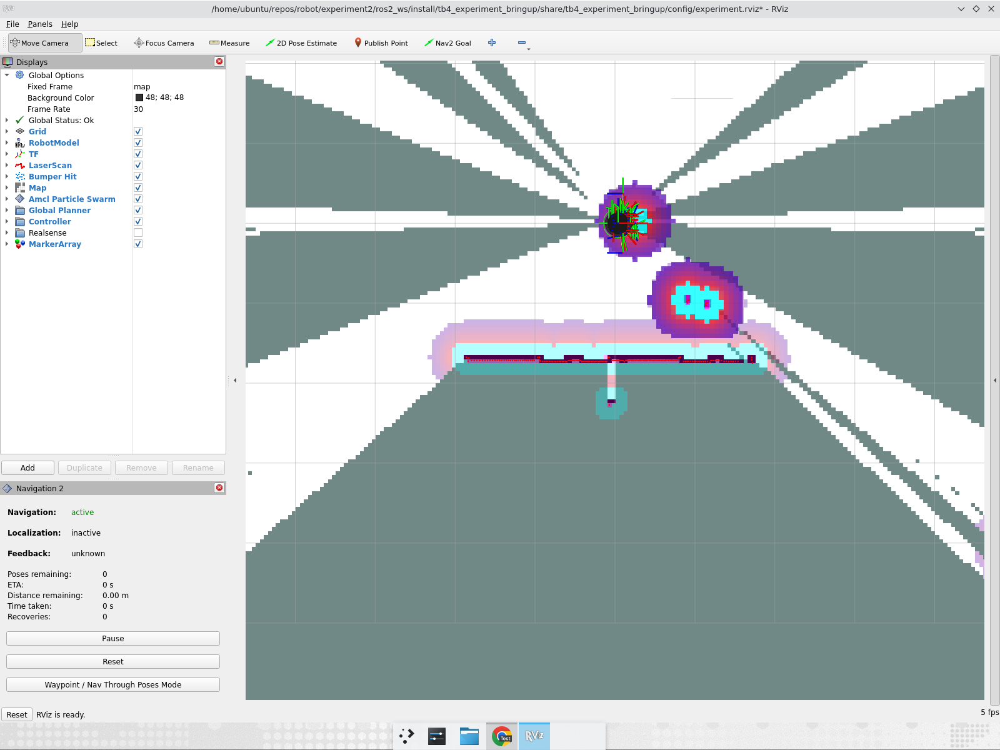 /home/ubuntu/repos/robot/experiment2/ros2_ws/install/tb4_experiment_bringup/share/tb4_experiment_bringup/config/experiment.rviz* - RViz
File Panels Help
Move Camera Select Focus Camera Measure 2D Pose Estimate Publish Point Nav2 Goal
Displays
Global Options
Fixed Frame map
Background Color 48; 48; 48
Frame Rate 30
Global Status: Ok
Grid
RobotModel
TF
LaserScan
Bumper Hit
Map
Amcl Particle Swarm
Global Planner
Controller
Realsense
MarkerArray
Add Duplicate Remove Rename
Navigation 2
Navigation: active
Localization: inactive
Feedback: unknown
Poses remaining: 0
ETA: 0 s
Distance remaining: 0.00 m
Time taken: 0 s
Recoveries: 0
Pause
Reset
Waypoint / Nav Through Poses Mode
Reset RViz is ready. 5 fps
Test RViz